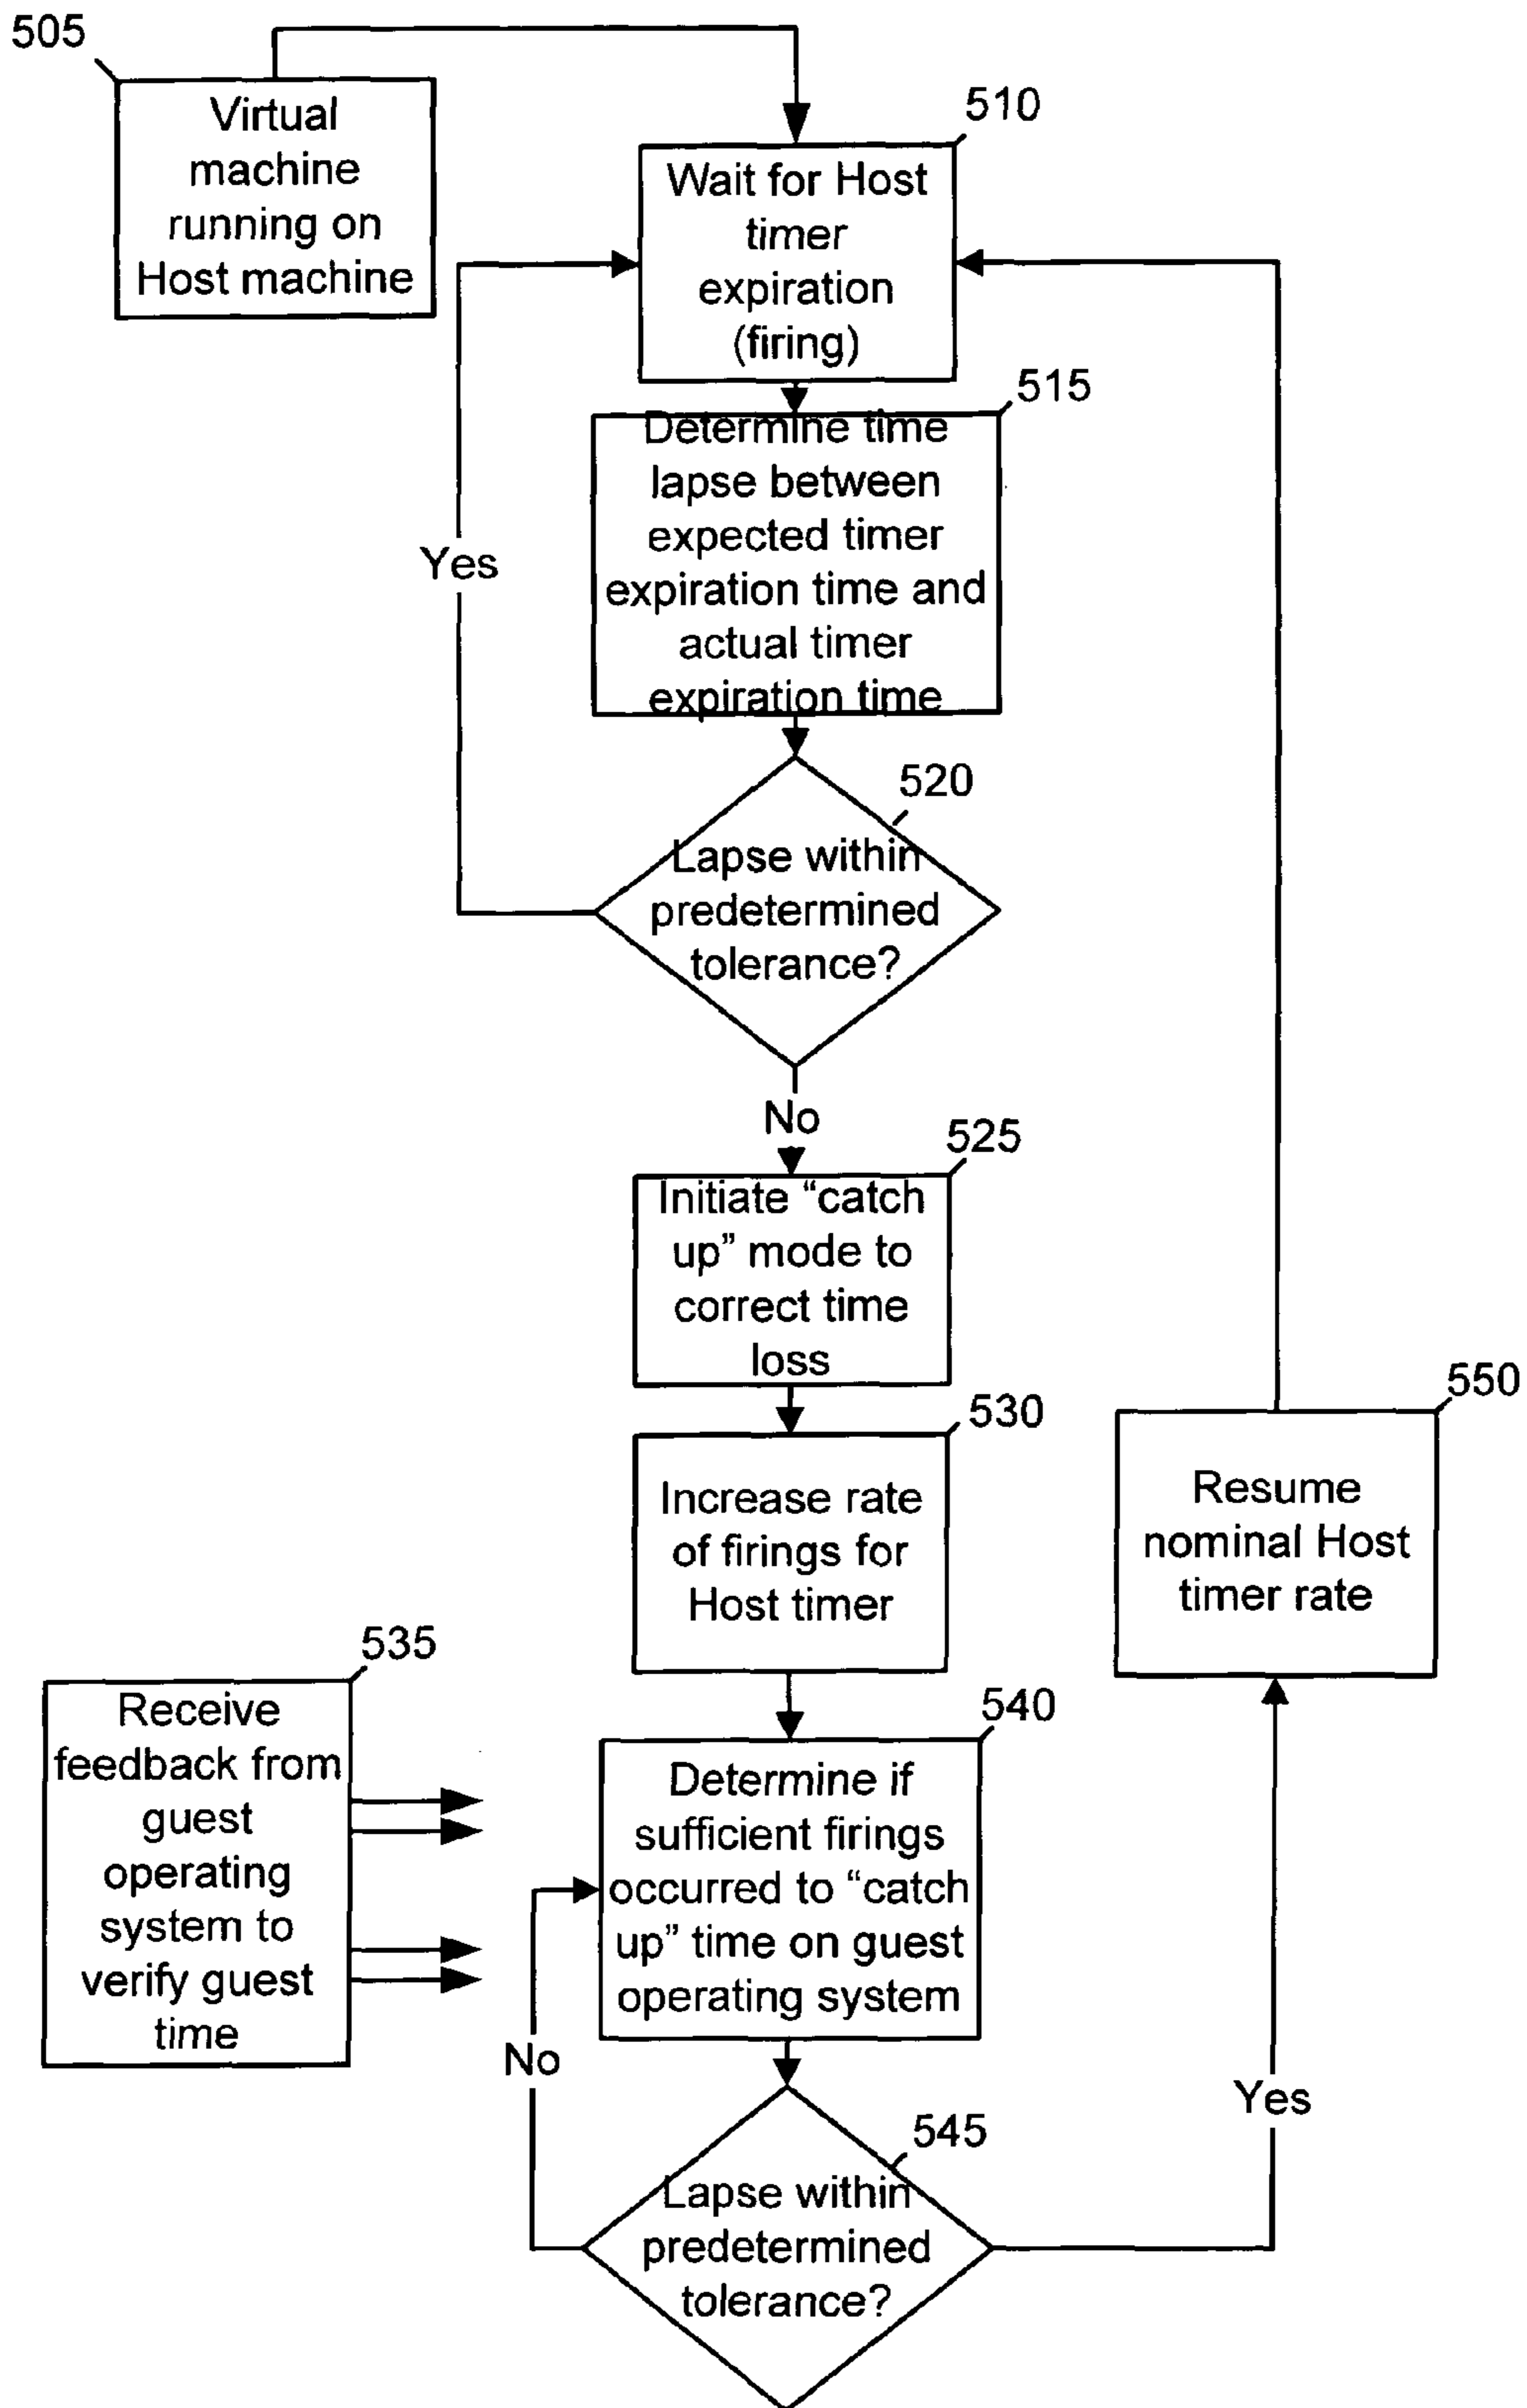 505
Virtual
machine
running on
Host machine
510
Wait for Host
timer
expiration
(firing)
515
Determine time
lapse between
expected timer
expiration time and
actual timer
expiration time
Yes
520
Lapse within
predetermined
tolerance?
No
525
Initiate “catch
up” mode to
correct time
loss
530
Increase rate
of firings for
Host timer
550
Resume
nominal Host
timer rate
535
Receive
feedback from
guest
operating
system to
verify guest
time
540
Determine if
sufficient firings
occurred to “catch
up” time on guest
operating system
No
Yes
545
Lapse within
predetermined
tolerance?